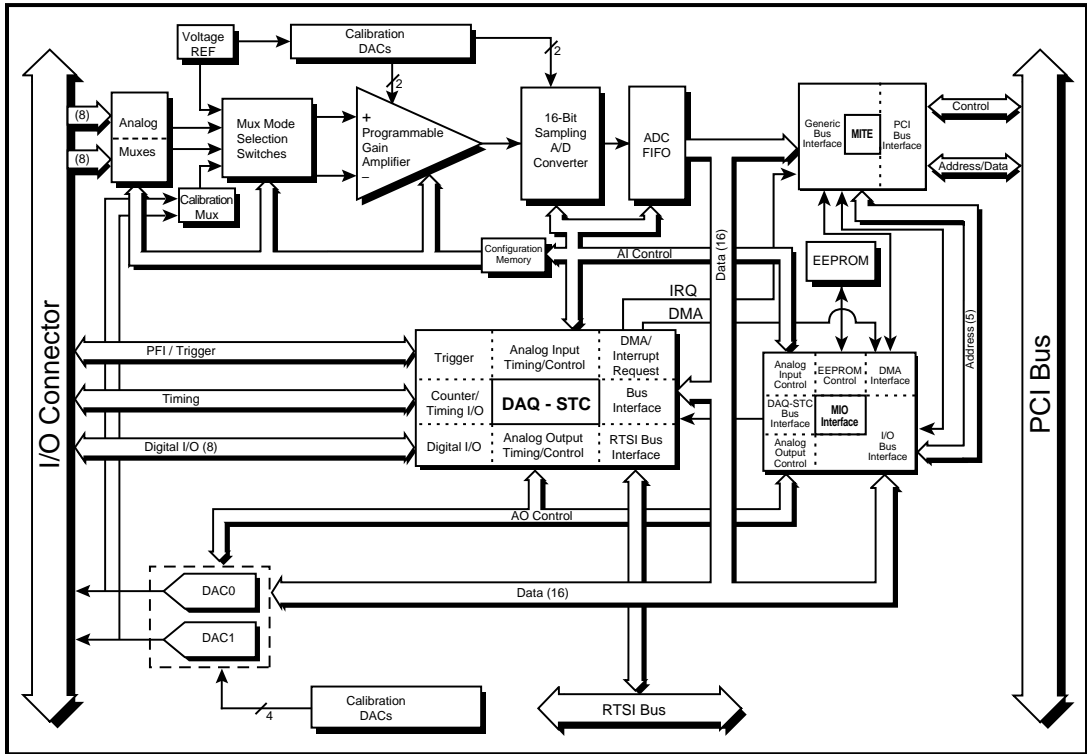 Voltage
REF
Calibration
DACs
2
2
(8)
(8)
Analog
Muxes
Mux Mode
Selection
Switches
+
Programmable
Gain
Amplifier
–
16-Bit
Sampling
A/D
Converter
ADC
FIFO
Generic
Bus
Interface
MITE
PCI
Bus
Interface
Control
Address/Data
Calibration
Mux
Configuration
Memory
AI Control
Data (16)
EEPROM
IRQ
DMA
Address (5)
I/O Connector
PCI Bus
PFI / Trigger
Timing
Digital I/O (8)
Trigger
Analog Input
Timing/Control
DMA/
Interrupt
Request
Counter/
Timing I/O
DAQ - STC
Bus
Interface
Digital I/O
Analog Output
Timing/Control
RTSI Bus
Interface
Analog
Input
Control
EEPROM
Control
DMA
Interface
DAQ-STC
Bus
Interface
MIO
Interface
Analog
Output
Control
I/O
Bus
Interface
AO Control
DAC0
DAC1
Data (16)
4
Calibration
DACs
RTSI Bus